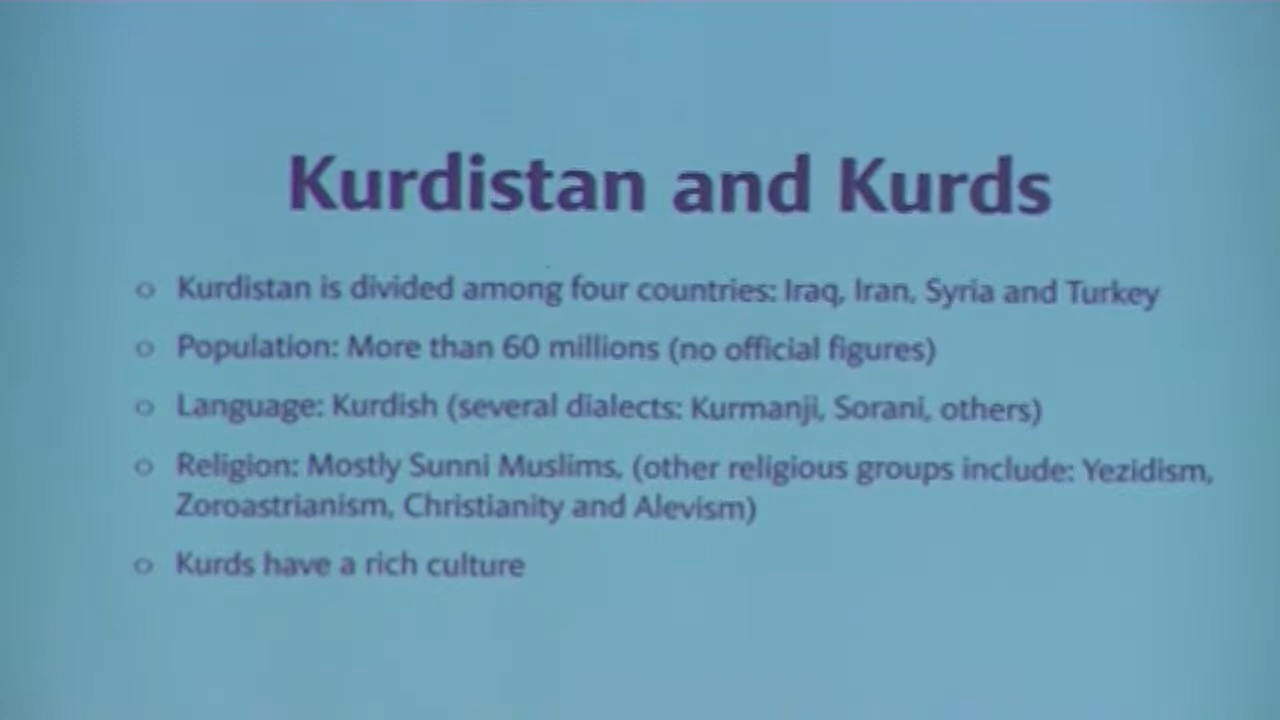 Kurdistan and Kurds
○ Kurdistan is divided among four countries: Iraq, Iran, Syria and Turkey
○ Population: More than 60 millions (no official figures)
○ Language: Kurdish (several dialects: Kurmanji, Sorani, others)
○ Religion: Mostly Sunni Muslims, (other religious groups include: Yezidism,
Zoroastrianism, Christianity and Alevism)
○ Kurds have a rich culture